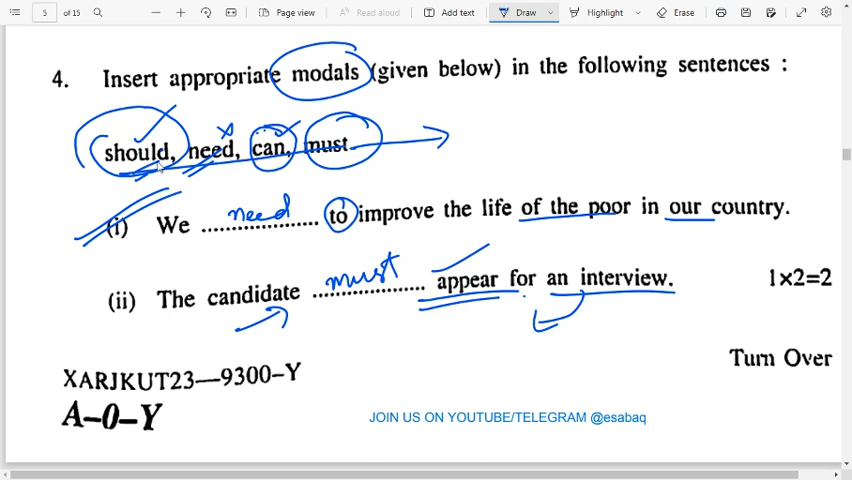 5 of 15 Page view Read aloud Add text Draw Highlight Erase
4. Insert appropriate modals (given below) in the following sentences :
should, need, can, must
(i) We need to improve the life of the poor in our country.
(ii) The candidate must appear for an interview. 1×2=2
XARJKUT23—9300-Y Turn Over
A-0-Y
JOIN US ON YOUTUBE/TELEGRAM @esabaq